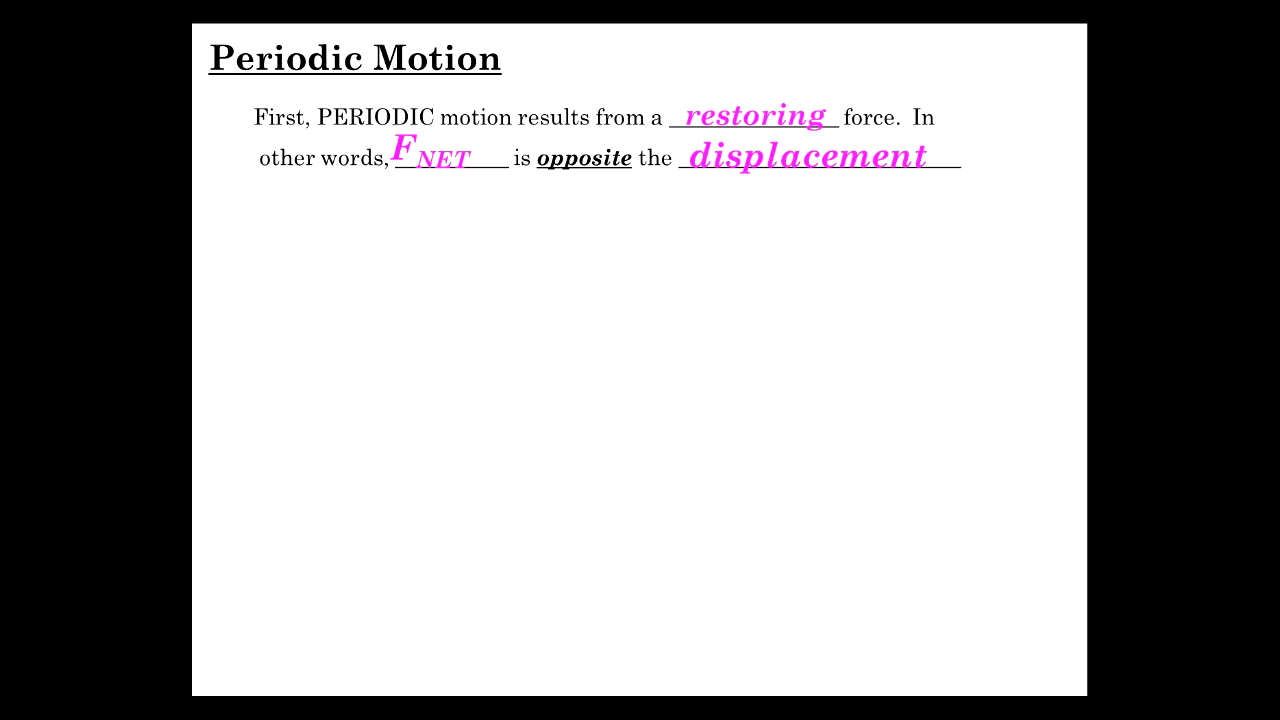 Periodic Motion
First, PERIODIC motion results from a restoring force. In
other words, FNET is opposite the displacement